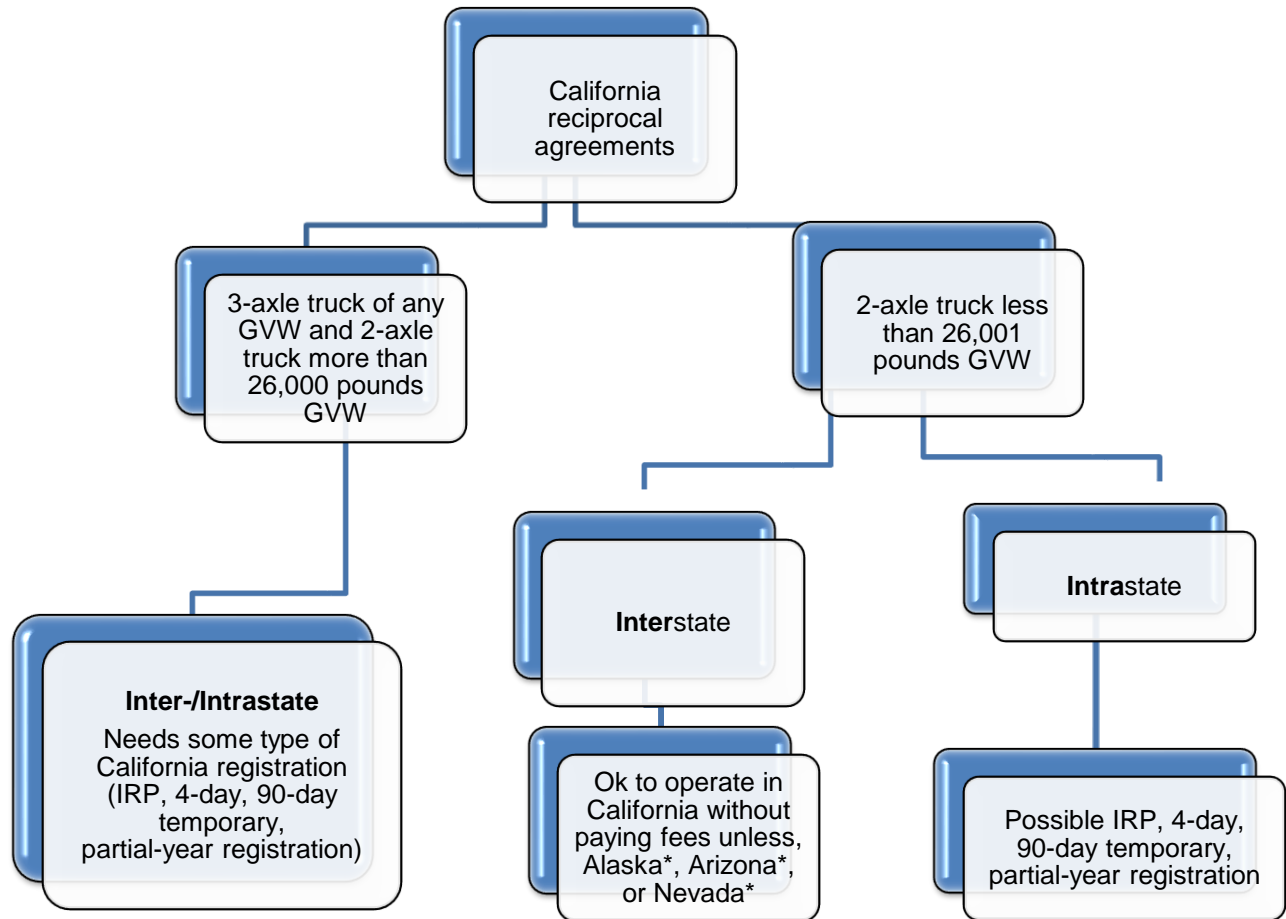 California
reciprocal
agreements
3-axle truck of any
GVW and 2-axle
truck more than
26,000 pounds
GVW
2-axle truck less
than 26,001
pounds GVW
Interstate
Intrastate
Inter-/Intrastate
Needs some type of
California registration
(IRP, 4-day, 90-day
temporary,
partial-year registration)
Ok to operate in
California without
paying fees unless,
Alaska*, Arizona*,
or Nevada*
Possible IRP, 4-day,
90-day temporary,
partial-year registration